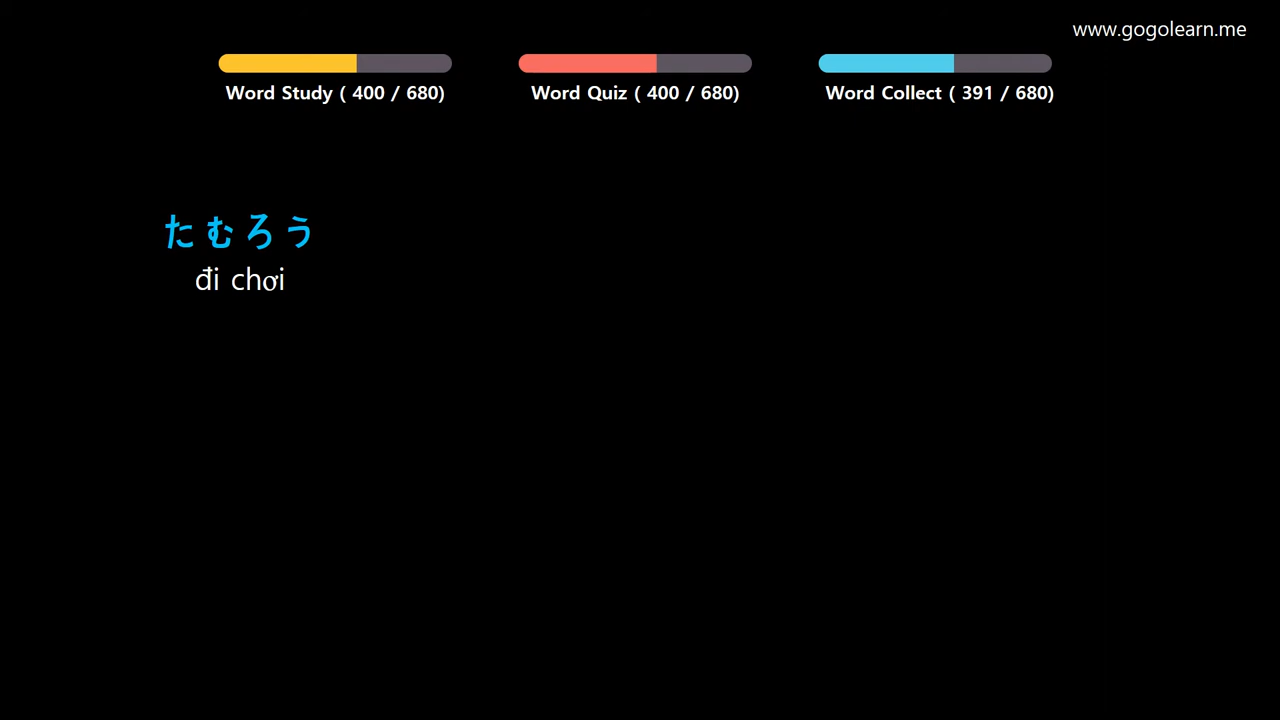 www.gogolearn.me
Word Study ( 400 / 680)
Word Quiz ( 400 / 680)
Word Collect ( 391 / 680)
たむろう
đi chơi